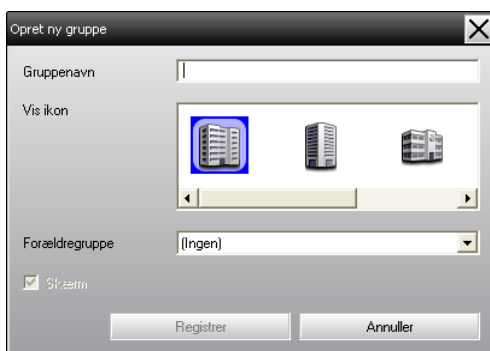 Opret ny gruppe
Gruppenavn
Vis ikon
Forældregruppe
(Ingen)
Skærm
Registrer
Annuller